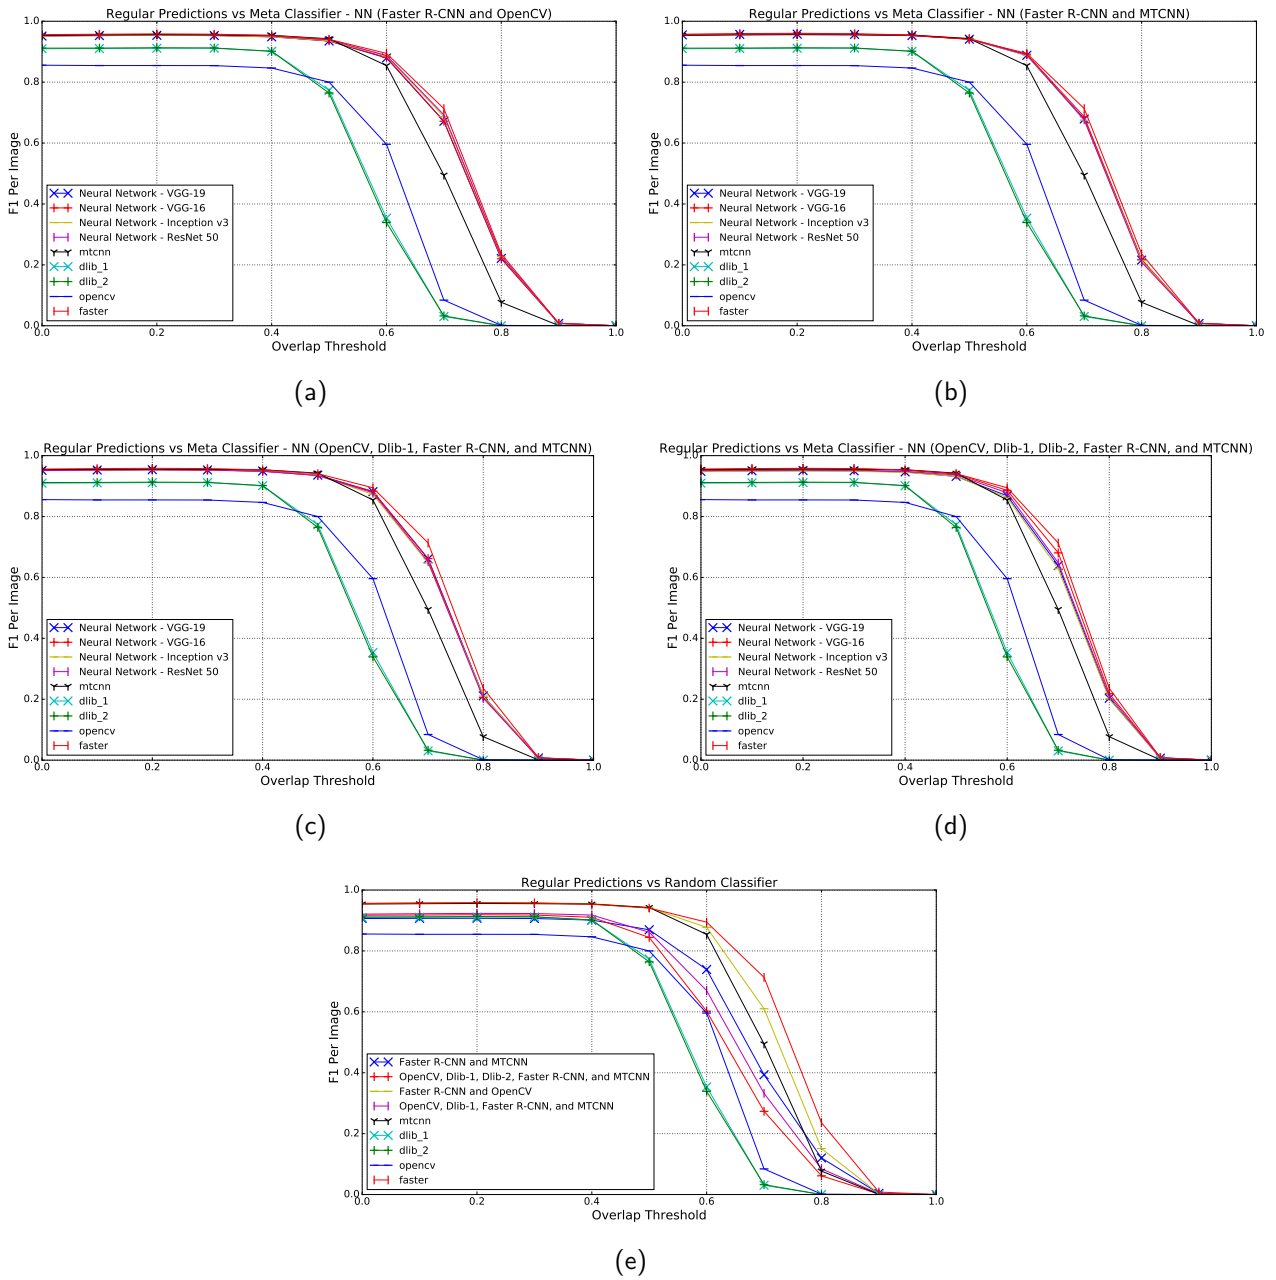 Regular Predictions vs Meta Classifier - NN (Faster R-CNN and OpenCV)
F1 Per Image
1.0
0.8
0.6
0.4
0.2
0.0
Neural Network - VGG-19
Neural Network - VGG-16
Neural Network - Inception v3
Neural Network - ResNet 50
mtcnn
dlib_1
dlib_2
opencv
faster
0.0 0.2 0.4 0.6 0.8 1.0
Overlap Threshold
(a)
Regular Predictions vs Meta Classifier - NN (Faster R-CNN and MTCNN)
F1 Per Image
1.0
0.8
0.6
0.4
0.2
0.0
Neural Network - VGG-19
Neural Network - VGG-16
Neural Network - Inception v3
Neural Network - ResNet 50
mtcnn
dlib_1
dlib_2
opencv
faster
0.0 0.2 0.4 0.6 0.8 1.0
Overlap Threshold
(b)
Regular Predictions vs Meta Classifier - NN (OpenCV, Dlib-1, Faster R-CNN, and MTCNN)
F1 Per Image
1.0
0.8
0.6
0.4
0.2
0.0
Neural Network - VGG-19
Neural Network - VGG-16
Neural Network - Inception v3
Neural Network - ResNet 50
mtcnn
dlib_1
dlib_2
opencv
faster
0.0 0.2 0.4 0.6 0.8 1.0
Overlap Threshold
(c)
Regular Predictions vs Meta Classifier - NN (OpenCV, Dlib-1, Dlib-2, Faster R-CNN, and MTCNN)
F1 Per Image
1.0
0.8
0.6
0.4
0.2
0.0
Neural Network - VGG-19
Neural Network - VGG-16
Neural Network - Inception v3
Neural Network - ResNet 50
mtcnn
dlib_1
dlib_2
opencv
faster
0.0 0.2 0.4 0.6 0.8 1.0
Overlap Threshold
(d)
Regular Predictions vs Random Classifier
F1 Per Image
1.0
0.8
0.6
0.4
0.2
0.0
Faster R-CNN and MTCNN
OpenCV, Dlib-1, Dlib-2, Faster R-CNN, and MTCNN
Faster R-CNN and OpenCV
OpenCV, Dlib-1, Faster R-CNN, and MTCNN
mtcnn
dlib_1
dlib_2
opencv
faster
0.0 0.2 0.4 0.6 0.8 1.0
Overlap Threshold
(e)